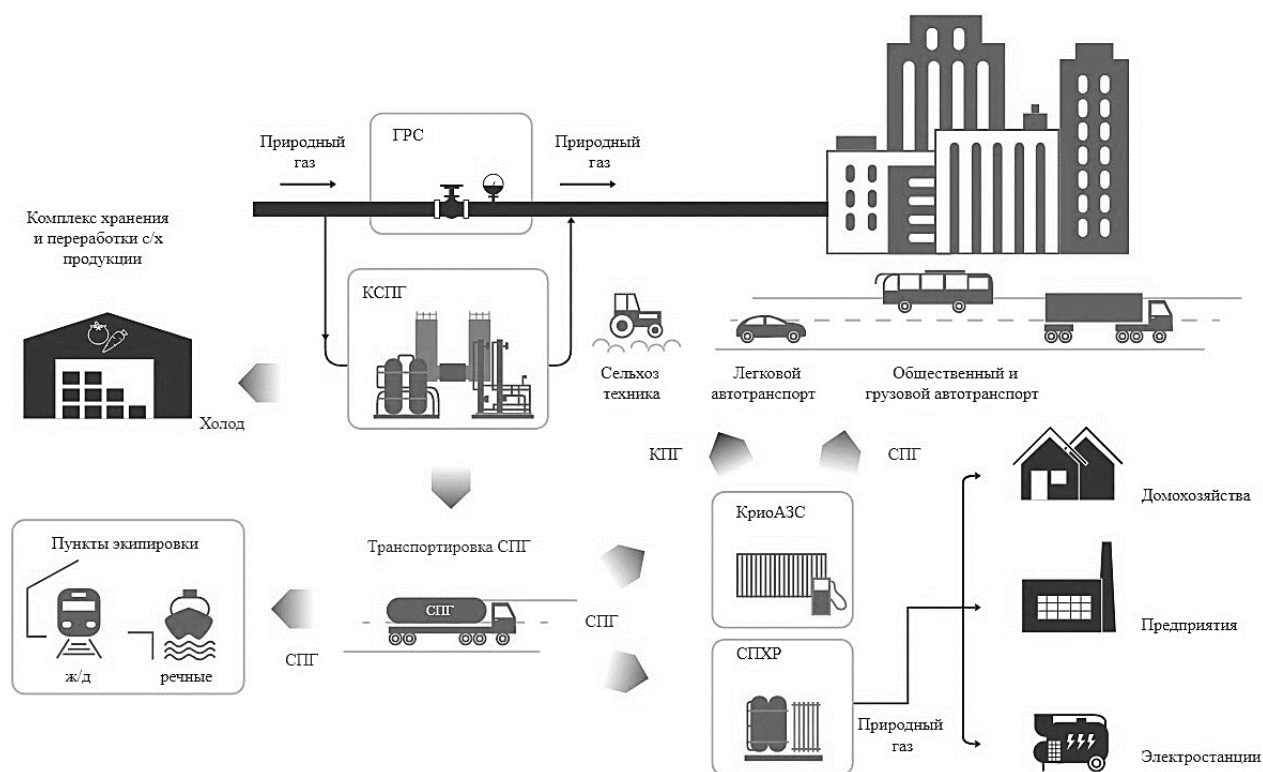 ГРС
Природный
газ
Природный
газ
Комплекс хранения
и переработки с/х
продукции
КСПГ
Холод
Сельхоз
техника
Легковой
автотранспорт
Общественный и
грузовой автотранспорт
КПГ
СПГ
КриоАЗС
Домохозяйства
Пункты экипировки
ж/д
речные
Транспортировка СПГ
СПГ
СПГ
СПГ
СПХР
Природный
газ
Предприятия
Электростанции